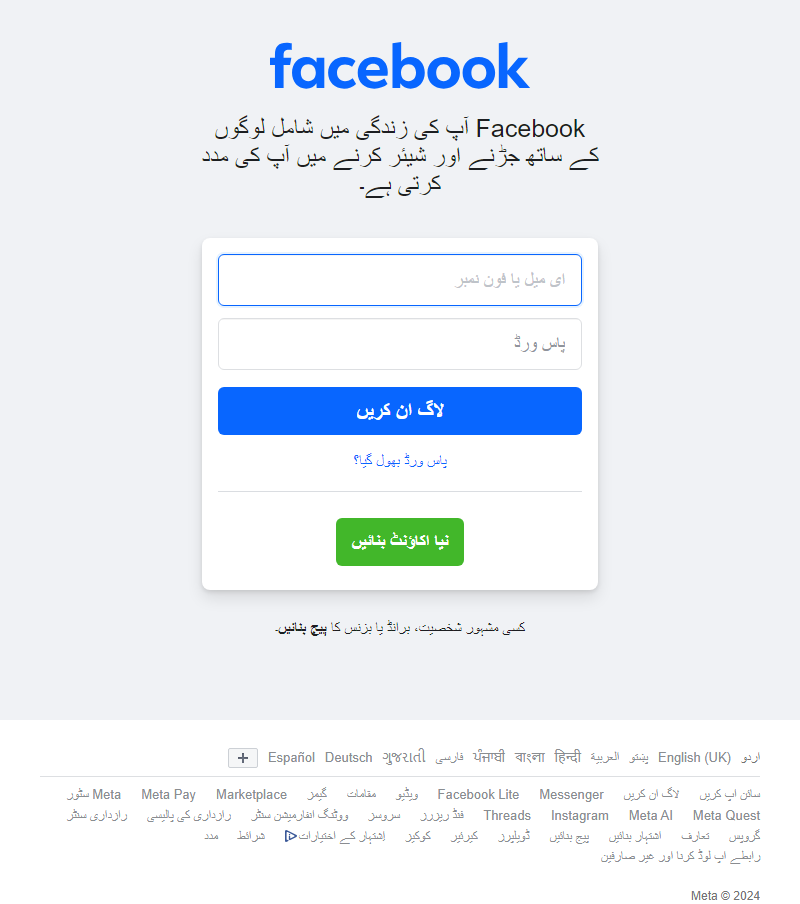 facebook
Facebook آپ کی زندگی میں شامل لوگوں
کے ساتھ جڑنے اور شیئر کرنے میں آپ کی مدد
کرتی ہے۔
ای میل یا فون نمبر
پاس ورڈ
لاگ ان کریں
پاس ورڈ بھول گیا؟
نیا اکاؤنٹ بنائیں
کسی مشہور شخصیت، برانڈ یا بزنس کا پیج بنائیں۔
اردو English (UK) پښتو العربية हिन्दी বাংলা ਪੰਜਾਬੀ فارسی ગુજરાતી Deutsch Español
سائن اپ کریں لاگ ان کریں Messenger Facebook Lite ویڈیو مقامات گیمز Marketplace Meta Pay Meta سٹور
Meta Quest Meta AI Instagram Threads فنڈ ریزرز سروسز ووٹنگ انفارمیشن سنٹر رازداری کی پالیسی رازداری سنٹر
گروپس تعارف اشتہار بنائیں پیج بنائیں ڈویلپرز کیرئیر کوکیز اشتہار کے اختیارات شرائط مدد
رابطے اپ لوڈ کرنا اور غیر صارفین
Meta © 2024